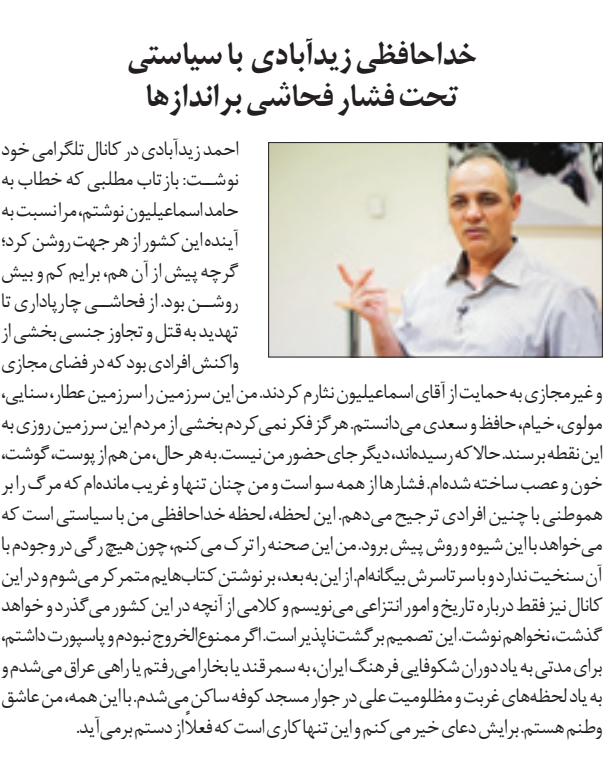 خداحافظی زیدآبادی با سیاستی
تحت فشار فحاشی براندازها
احمد زیدآبادی در کانال تلگرامی خود
نوشت: بازتاب مطلبی که خطاب به
حامد اسماعیلیون نوشتم، مرا نسبت به
آینده این کشور از هر جهت روشن کرد؛
گرچه پیش از آن هم، برایم کم و بیش
روشن بود. از فحاشی چارپاداری تا
تهدید به قتل و تجاوز جنسی بخشی از
واکنش افرادی بود که در فضای مجازی
و غیرمجازی به حمایت از آقای اسماعیلیون نثارم کردند. من این سرزمین را سرزمین عطار، سنایی،
مولوی، خیام، حافظ و سعدی می‌دانستم. هرگز فکر نمی‌کردم بخشی از مردم این سرزمین روزی به
این نقطه برسند. حالا که رسیده‌اند، دیگر جای حضور من نیست. به هر حال، من هم از پوست، گوشت،
خون و عصب ساخته شده‌ام. فشارها از همه سو است و من چنان تنها و غریب مانده‌ام که مرگ را بر
هموطنی با چنین افرادی ترجیح می‌دهم. این لحظه، لحظه خداحافظی من با سیاستی است که
می‌خواهد با این شیوه و روش پیش برود. من این صحنه را ترک می‌کنم، چون هیچ رگی در وجودم با
آن سنخیت ندارد و با سر تا سرش بیگانه‌ام. از این به بعد، بر نوشتن کتاب‌هایم متمرکر می‌شوم و در این
کانال نیز فقط درباره تاریخ و امور انتزاعی می‌نویسم و کلامی از آنچه در این کشور می‌گذرد و خواهد
گذشت، نخواهم نوشت. این تصمیم برگشت‌ناپذیر است. اگر ممنوع‌الخروج نبودم و پاسپورت داشتم،
برای مدتی به یاد دوران شکوفایی فرهنگ ایران، به سمرقند یا بخارا می‌رفتم یا راهی عراق می‌شدم و
به یاد لحظه‌های غربت و مظلومیت علی در جوار مسجد کوفه ساکن می‌شدم. با این همه، من عاشق
وطنم هستم. برایش دعای خیر می‌کنم و این تنها کاری است که فعلاً از دستم برمی‌آید.